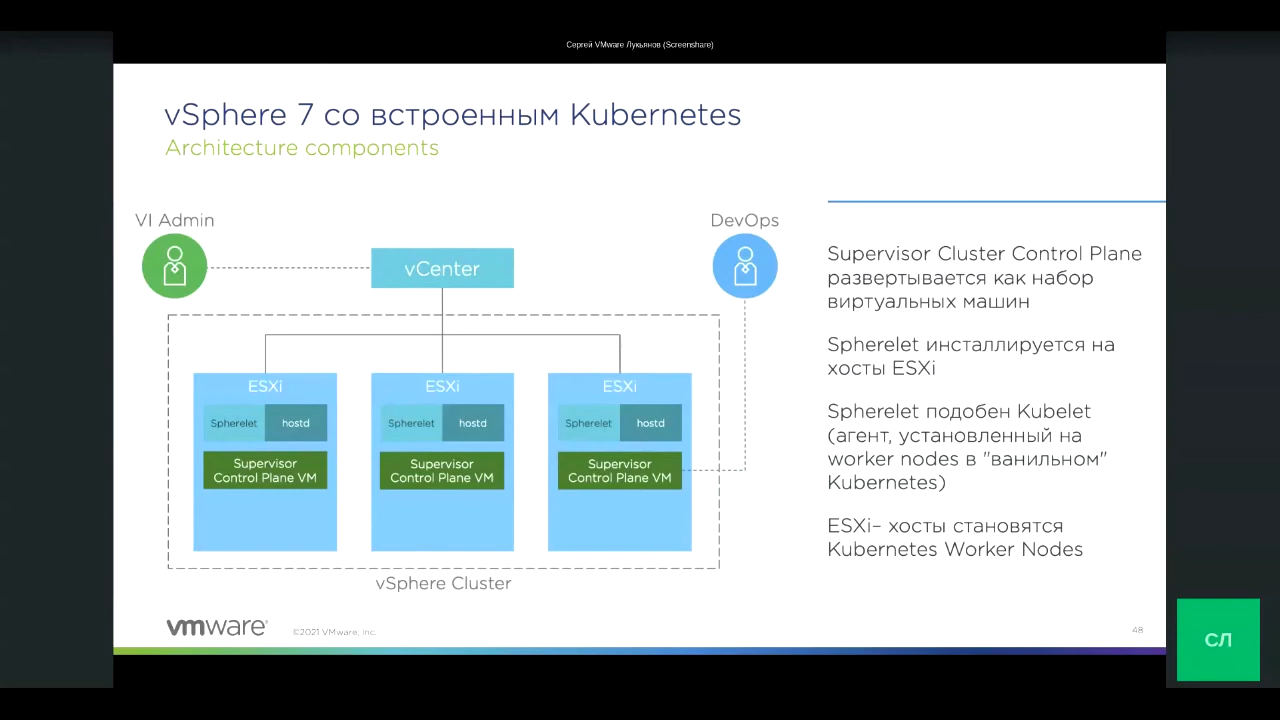 Сергей VMware Лукьянов (Screenshare)
vSphere 7 со встроенным Kubernetes
Architecture components
VI Admin
DevOps
vCenter
ESXi
ESXi
ESXi
Spherelet
hostd
Spherelet
hostd
Spherelet
hostd
Supervisor
Control Plane VM
Supervisor
Control Plane VM
Supervisor
Control Plane VM
vSphere Cluster
Supervisor Cluster Control Plane
развертывается как набор
виртуальных машин
Spherelet инсталлируется на
хосты ESXi
Spherelet подобен Kubelet
(агент, установленный на
worker nodes в "ванильном"
Kubernetes)
ESXi– хосты становятся
Kubernetes Worker Nodes
vmware®
©2021 VMware, Inc.
48
СЛ